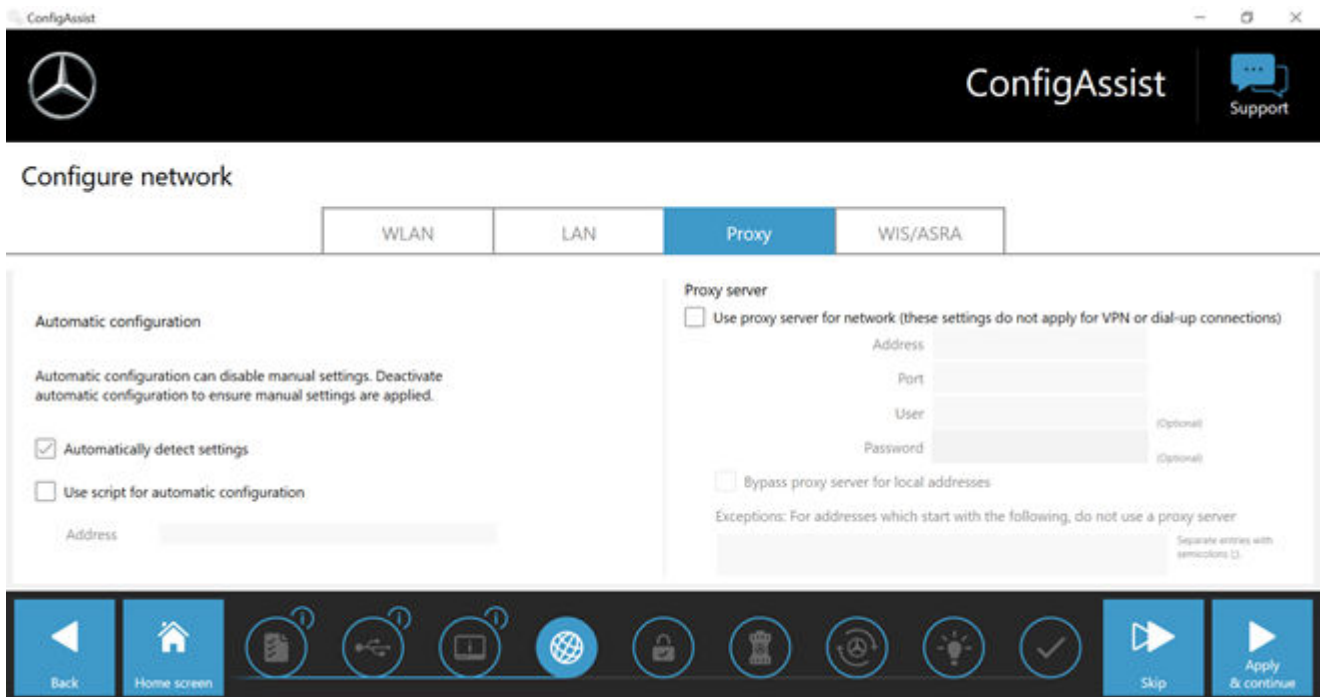 ConfigAssist
ConfigAssist
Support
Configure network
WLAN
LAN
Proxy
WIS/ASRA
Automatic configuration
Automatic configuration can disable manual settings. Deactivate
automatic configuration to ensure manual settings are applied.
Automatically detect settings
Use script for automatic configuration
Address
Proxy server
Use proxy server for network (these settings do not apply for VPN or dial-up connections)
Address
Port
User
(Optional)
Password
(Optional)
Bypass proxy server for local addresses
Exceptions: For addresses which start with the following, do not use a proxy server
Separate entries with
semicolons (;).
Back
Home screen
Skip
Apply
& continue